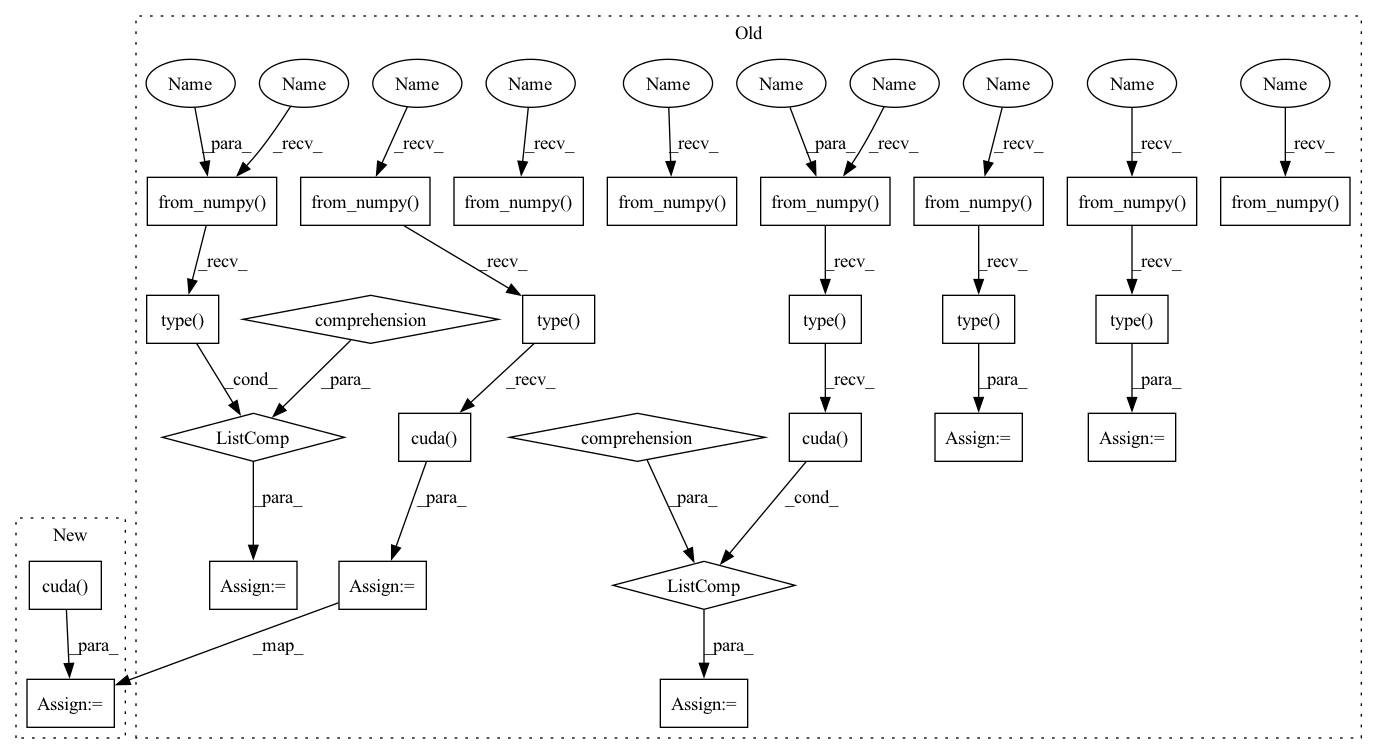 Old
Name Name Name Name Name Name Name Name Name Name
_para_ _recv_ _recv_ _recv_ _recv_ _para_ _recv_ _recv_ _recv_ _recv_
from_numpy() from_numpy() from_numpy() from_numpy() from_numpy() from_numpy() from_numpy() from_numpy()
_recv_ _recv_ _recv_ _recv_ _recv_
type() comprehension type() type() type() type()
_cond_ _para_ _recv_ _recv_ _para_ _para_
ListComp cuda() comprehension cuda() Assign:= Assign:=
_para_ _para_ _para_ _cond_
New
cuda() Assign:= Assign:= ListComp
_para_ _map_ _para_
Assign:= Assign:=